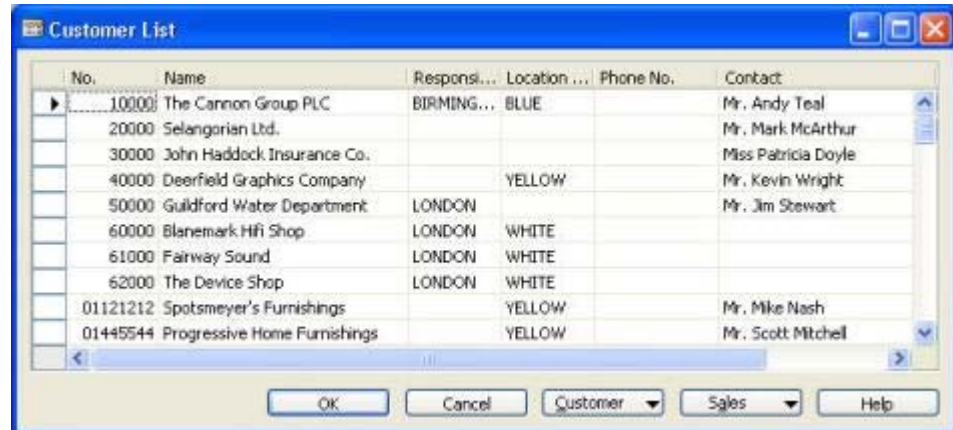 Customer List
No. Name Responsi... Location ... Phone No. Contact
10000 The Cannon Group PLC BIRMING... BLUE Mr. Andy Teal
20000 Selangorian Ltd. Mr. Mark McArthur
30000 John Haddock Insurance Co. Miss Patricia Doyle
40000 Deerfield Graphics Company YELLOW Mr. Kevin Wright
50000 Guildford Water Department LONDON Mr. Jim Stewart
60000 Blanemark Hifi Shop LONDON WHITE
61000 Fairway Sound LONDON WHITE
62000 The Device Shop LONDON WHITE
01121212 Spotsmeyer's Furnishings YELLOW Mr. Mike Nash
01445544 Progressive Home Furnishings YELLOW Mr. Scott Mitchell
OK Cancel Customer Sales Help